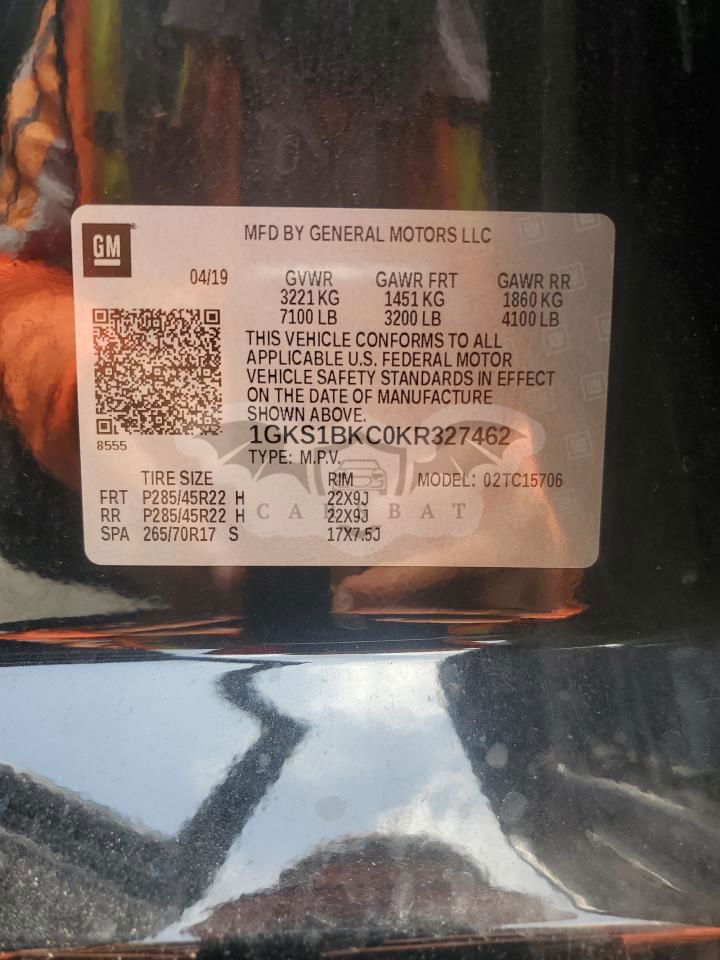 GM
MFD BY GENERAL MOTORS LLC
04/19 GVWR GAWR FRT GAWR RR
3221 KG 1451 KG 1860 KG
7100 LB 3200 LB 4100 LB
THIS VEHICLE CONFORMS TO ALL
APPLICABLE U.S. FEDERAL MOTOR
VEHICLE SAFETY STANDARDS IN EFFECT
ON THE DATE OF MANUFACTURE
SHOWN ABOVE.
8555 1GKS1BKC0KR327462
TYPE: M.P.V.
TIRE SIZE RIM MODEL: 02TC15706
FRT P285/45R22 H 22X9J
RR P285/45R22 H 22X9J
CAR BAT
SPA 265/70R17 S 17X7.5J